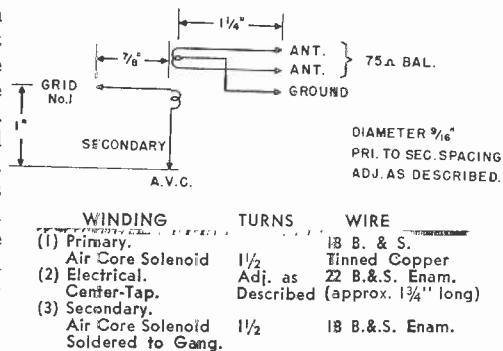 1¼"
⅞"
ANT.
ANT.
75Ω BAL.
GRID
No.1
GROUND
1"
SECONDARY
A.V.C.
DIAMETER 9/16"
PRI. TO SEC. SPACING
ADJ. AS DESCRIBED.
WINDING TURNS WIRE
(1) Primary. 18 B. & S.
Air Core Solenoid 1½ Tinned Copper
(2) Electrical. Adj. as 22 B.&S. Enam.
Center-Tap. Described (approx. 1¾" long)
(3) Secondary.
Air Core Solenoid 1½ 18 B.&S. Enam.
Soldered to Gang.